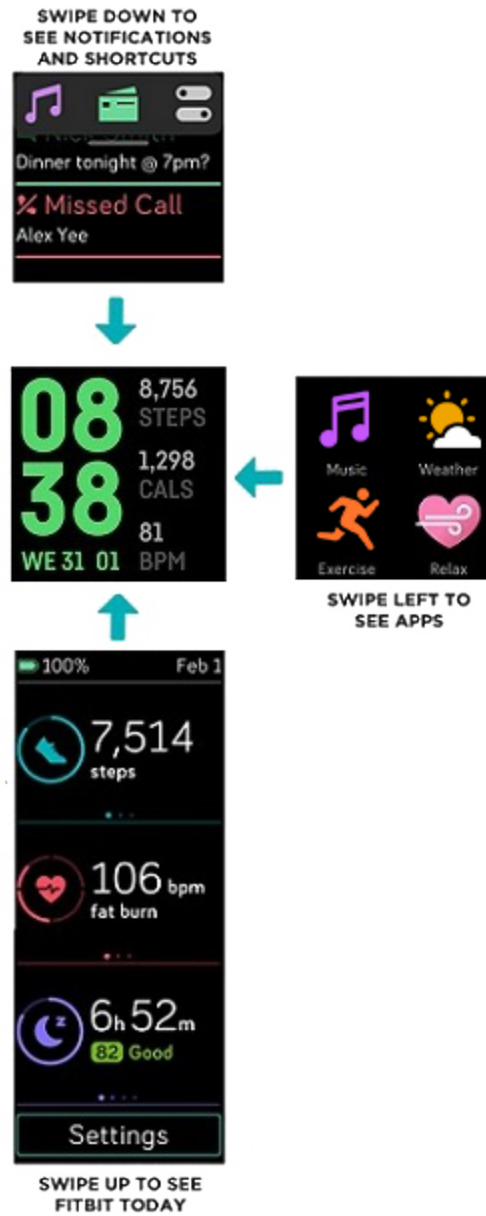 SWIPE DOWN TO
SEE NOTIFICATIONS
AND SHORTCUTS
Dinner tonight @ 7pm?
Missed Call
Alex Yee
08
38
WE 31 01
8,756
STEPS
1,298
CALS
81
BPM
Music
Weather
Exercise
Relax
SWIPE LEFT TO
SEE APPS
100% Feb 1
7,514
steps
106 bpm
fat burn
6h 52m
82 Good
Settings
SWIPE UP TO SEE
FITBIT TODAY